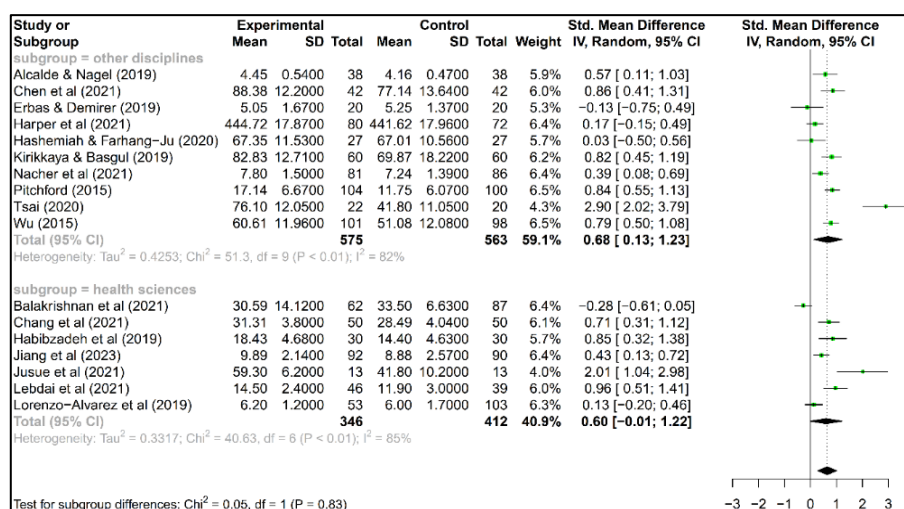 Study or Experimental Control Std. Mean Difference Std. Mean Difference
Subgroup Mean SD Total Mean SD Total Weight IV, Random, 95% CI IV, Random, 95% CI
subgroup = other disciplines
Alcalde & Nagel (2019) 4.45 0.5400 38 4.16 0.4700 38 5.9% 0.57 [ 0.11; 1.03]
Chen et al (2021) 88.38 12.2000 42 77.14 13.6400 42 6.0% 0.86 [ 0.41; 1.31]
Erbas & Demirer (2019) 5.05 1.6700 20 5.25 1.3700 20 5.3% −0.13 [−0.75; 0.49]
Harper et al (2021) 444.72 17.8700 80 441.62 17.9600 72 6.4% 0.17 [−0.15; 0.49]
Hashemiah & Farhang-Ju (2020) 67.35 11.5300 27 67.01 10.5600 27 5.6% 0.03 [−0.50; 0.56]
Kirikkaya & Basgul (2019) 82.83 12.7100 60 69.87 18.2200 60 6.2% 0.82 [ 0.45; 1.19]
Nacher et al (2021) 7.80 1.5000 81 7.24 1.3900 86 6.5% 0.39 [ 0.08; 0.69]
Pitchford (2015) 17.14 6.6700 104 11.75 6.0700 100 6.5% 0.84 [ 0.55; 1.13]
Tsai (2020) 76.10 12.0500 22 41.80 11.0500 20 4.2% 2.90 [ 2.02; 3.79]
Wu (2015) 60.61 11.9600 101 51.08 12.0800 98 6.5% 0.79 [ 0.50; 1.08]
Total (95% CI) 575 563 59.1% 0.68 [ 0.13; 1.23]
Heterogeneity: Tau² = 0.4253; Chi² = 51.3, df = 9 (P < 0.01); I² = 82%
subgroup = health sciences
Balakrishnan et al (2021) 30.59 14.1200 62 33.50 6.6300 87 6.4% −0.28 [−0.61; 0.05]
Chang et al (2021) 31.31 3.8000 50 28.49 4.0400 50 6.1% 0.71 [ 0.31; 1.12]
Habibzadeh et al (2019) 18.43 4.6800 30 14.40 4.6300 30 5.6% 0.85 [ 0.32; 1.38]
Jiang et al (2023) 9.89 2.1400 92 8.88 2.5700 90 6.5% 0.43 [ 0.13; 0.72]
Jusue et al (2021) 59.30 6.2000 13 41.80 10.2000 13 3.9% 2.01 [ 1.04; 2.98]
Lebdai et al (2021) 14.50 2.4000 46 11.90 3.0000 39 6.0% 0.96 [ 0.51; 1.41]
Lorenzo-Alvarez et al (2019) 6.20 1.2000 53 6.00 1.7000 103 6.4% 0.13 [−0.20; 0.46]
Total (95% CI) 346 412 40.9% 0.60 [−0.01; 1.22]
Heterogeneity: Tau² = 0.3317; Chi² = 40.63, df = 6 (P < 0.01); I² = 85%
Test for subgroup differences: Chi² = 0.05, df = 1 (P = 0.83)
−3 −2 −1 0 1 2 3